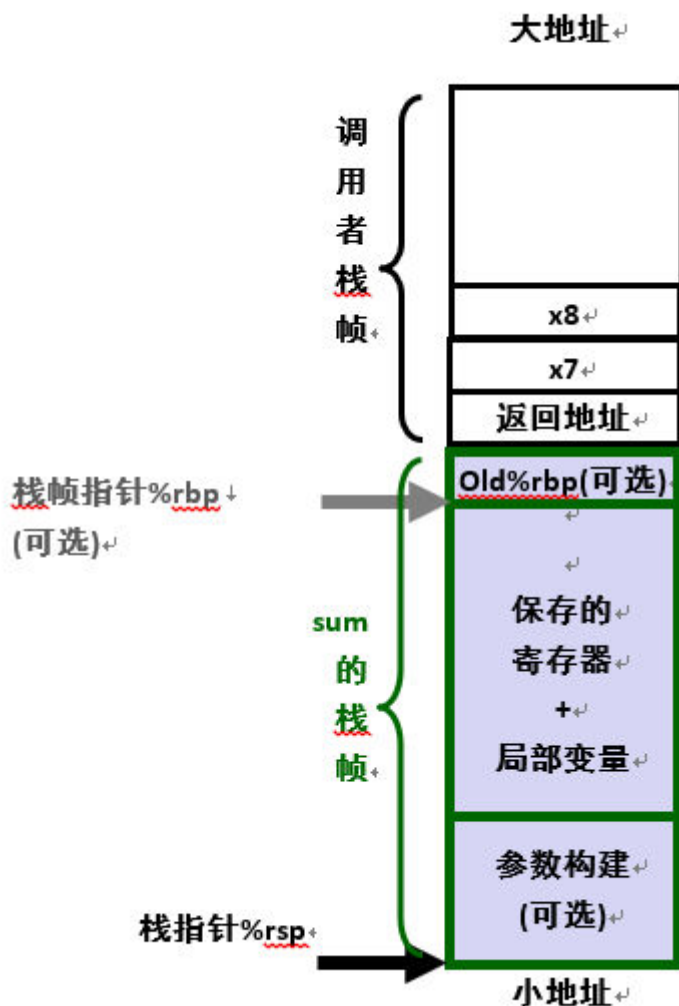 大地址
调用者栈帧
x8
x7
返回地址
Old%rbp(可选)
栈帧指针%rbp
(可选)
保存的
寄存器
+
局部变量
sum
的栈帧
参数构建
(可选)
栈指针%rsp
小地址